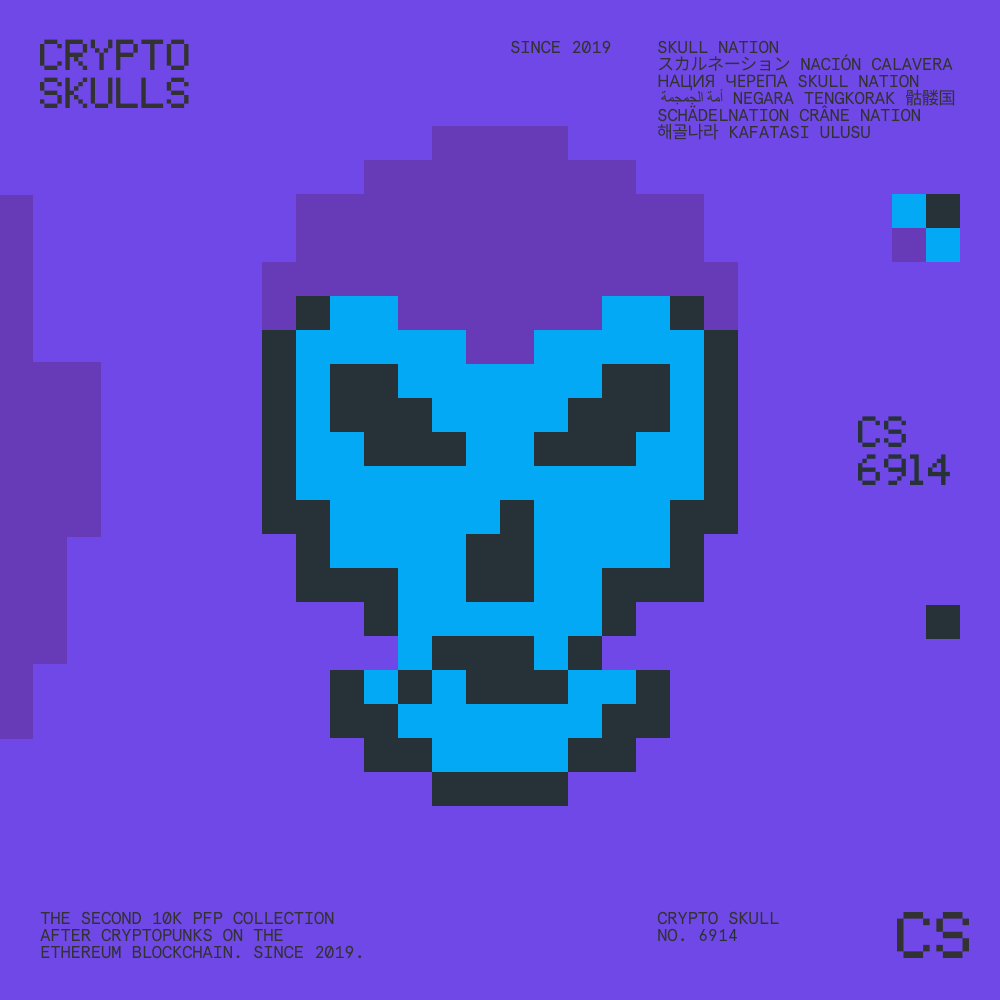 CRYPTO
SKULLS
SINCE 2019
SKULL NATION
スカルネーション NACIÓN CALAVERA
НАЦИЯ ЧЕРЕПА SKULL NATION
أمة الجمجمة NEGARA TENGKORAK 骷髅国
SCHÄDELNATION CRÂNE NATION
해골나라 KAFATASI ULUSU
CS
6914
THE SECOND 10K PFP COLLECTION
AFTER CRYPTOPUNKS ON THE
ETHEREUM BLOCKCHAIN. SINCE 2019.
CRYPTO SKULL
NO. 6914
CS